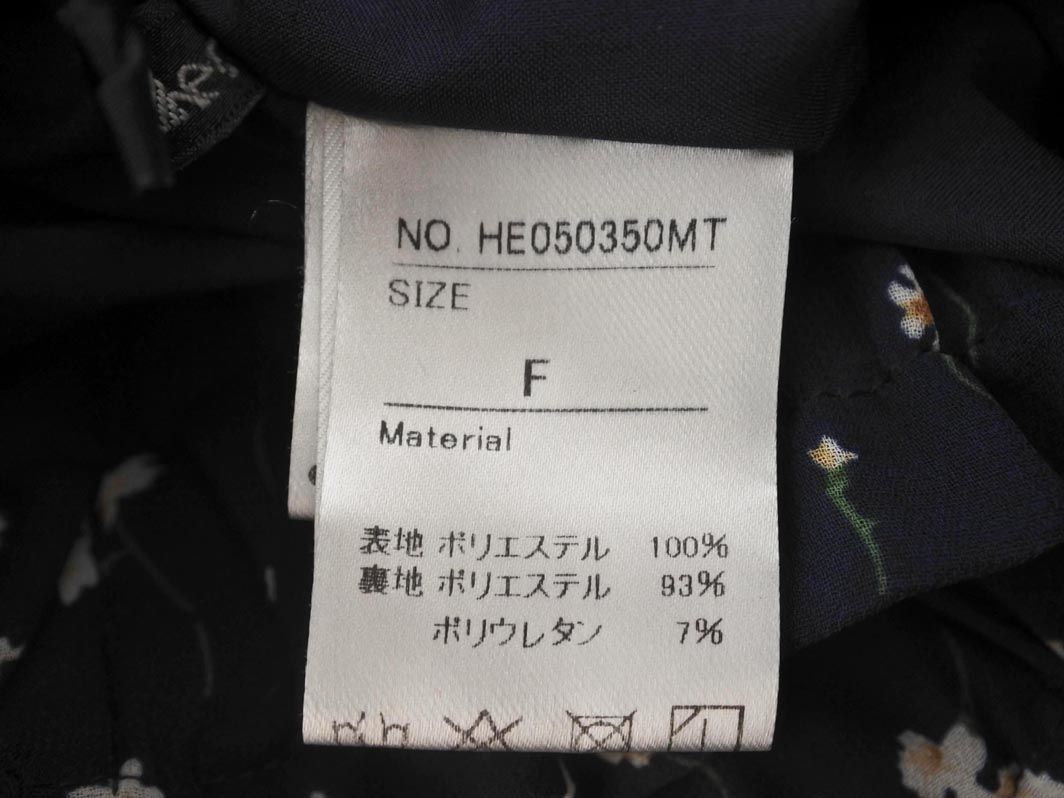 NO. HE050350MT
SIZE
F
Material
表地 ポリエステル 100%
裏地 ポリエステル 93%
ポリウレタン 7%